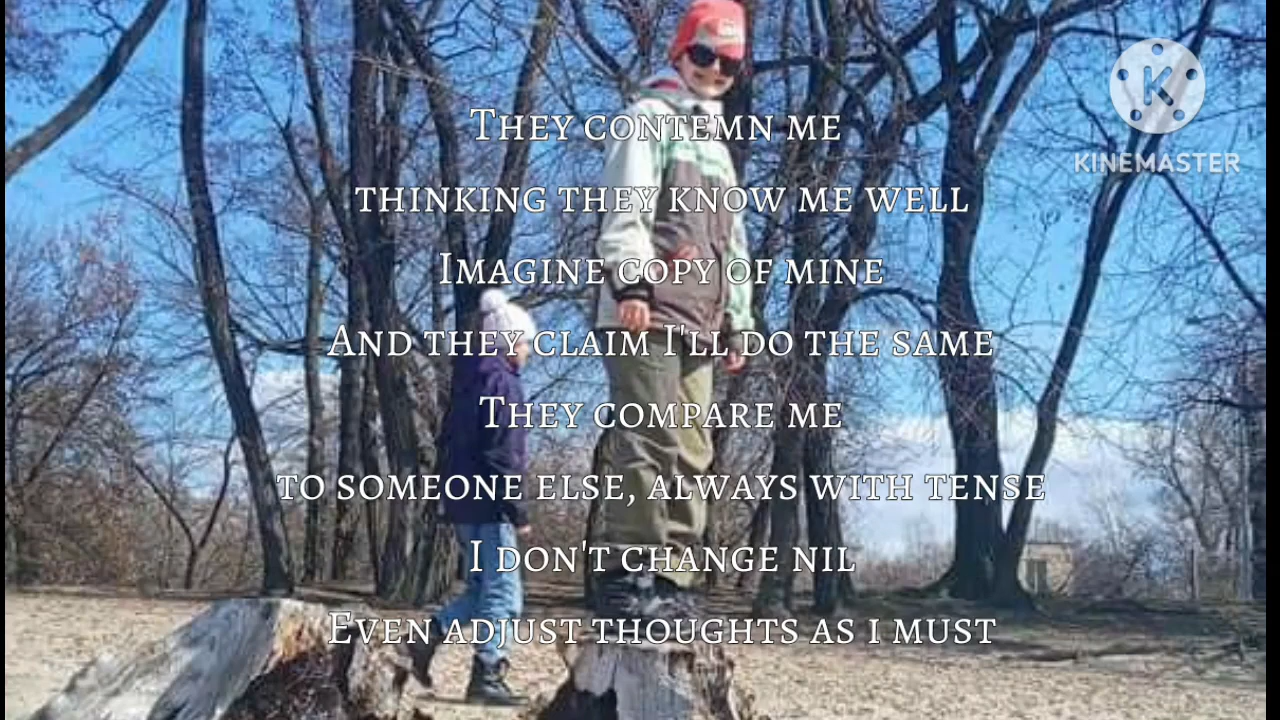 They contemn me
thinking they know me well
Imagine copy of mine
And they claim I'll do the same
They compare me
to someone else, always with tense
I don't change nil
Even adjust thoughts as i must
K
KINEMASTER